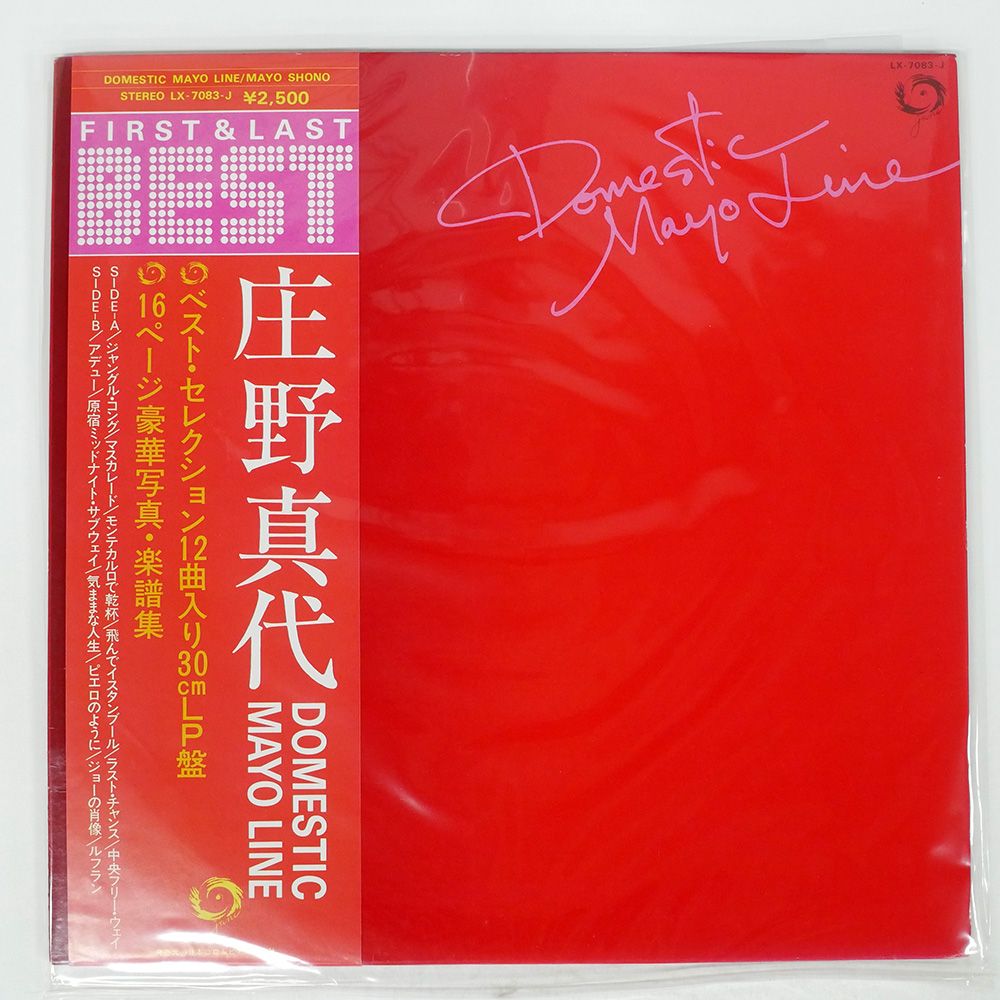 DOMESTIC MAYO LINE/MAYO SHONO
STEREO LX-7083-J ¥2,500
FIRST & LAST
BEST
庄野真代
DOMESTIC
MAYO LINE
ベスト・セレクション12曲入り30cmLP盤
16ページ豪華写真・楽譜集
SIDE-A/ジャングル・コング/マスカレード/モンテカルロで乾杯/飛んでイスタンブール/ラスト・チャンス/中央フリー・ウェイ
SIDE-B/アデュー/原宿ミッドナイト・サブウェイ/気ままな人生/ピエロのように/ジョーの肖像/ルフラン
LX-7083-J
Domestic
Mayo Line